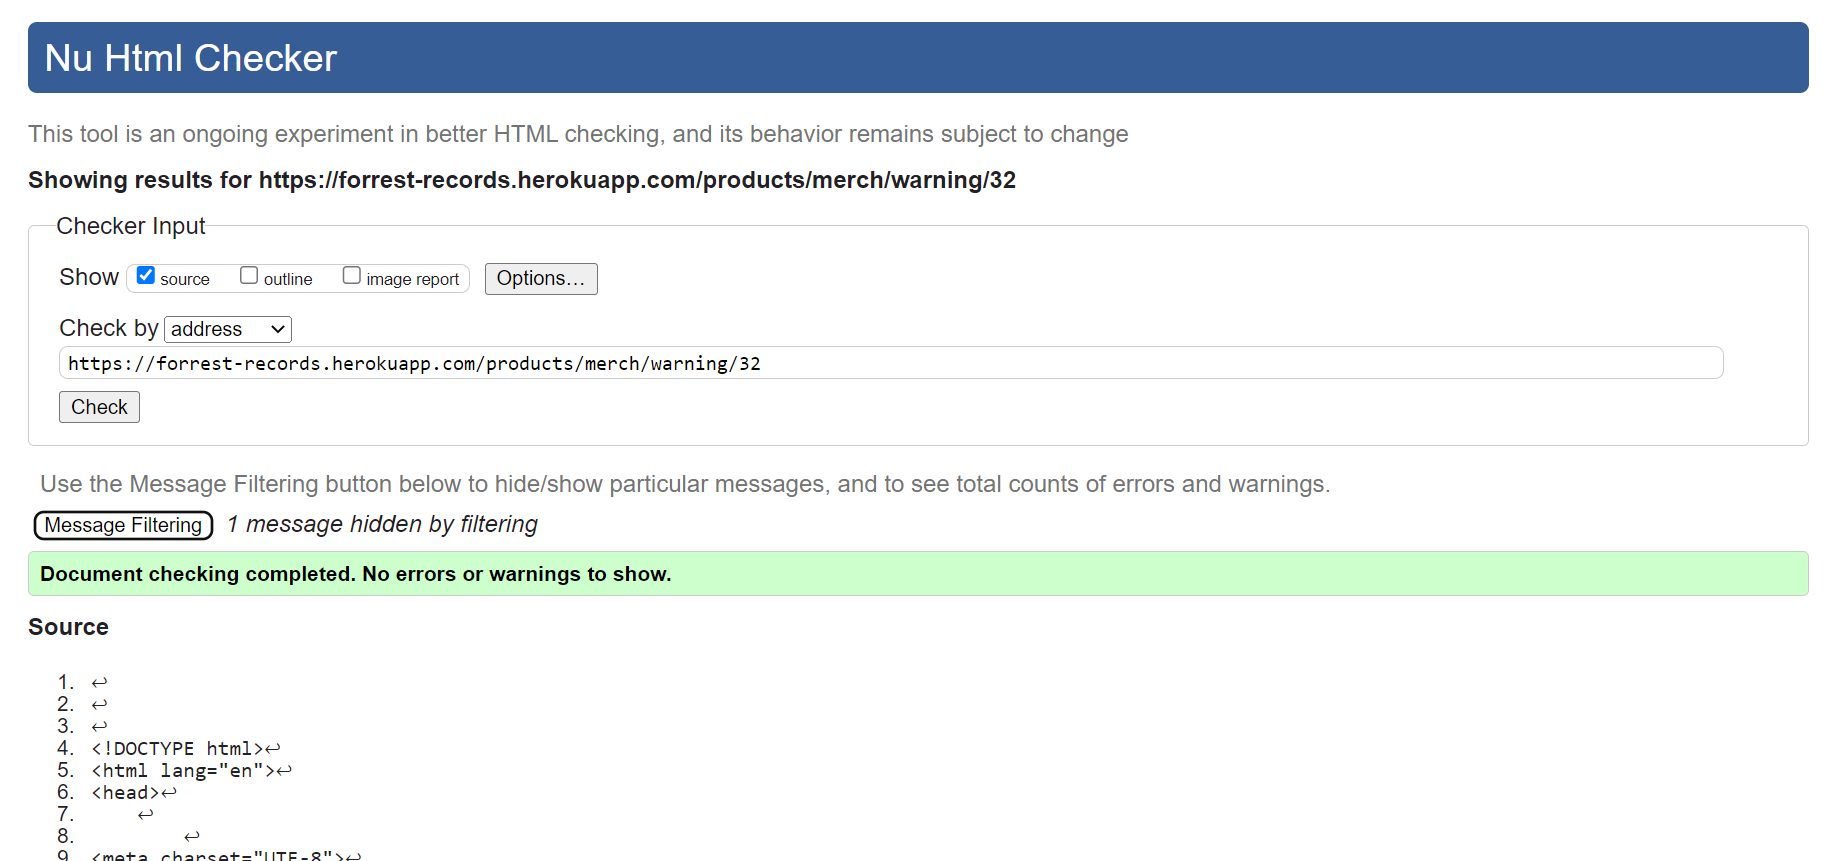 Nu Html Checker
This tool is an ongoing experiment in better HTML checking, and its behavior remains subject to change
Showing results for https://forrest-records.herokuapp.com/products/merch/warning/32
Checker Input
Show source outline image report Options...
Check by address
https://forrest-records.herokuapp.com/products/merch/warning/32
Check
Use the Message Filtering button below to hide/show particular messages, and to see total counts of errors and warnings.
Message Filtering 1 message hidden by filtering
Document checking completed. No errors or warnings to show.
Source
1. ↩
2. ↩
3. ↩
4. <!DOCTYPE html>↩
5. <html lang="en">↩
6. <head>↩
7. ↩
8. ↩
9. <meta charset="UTF-8">↩